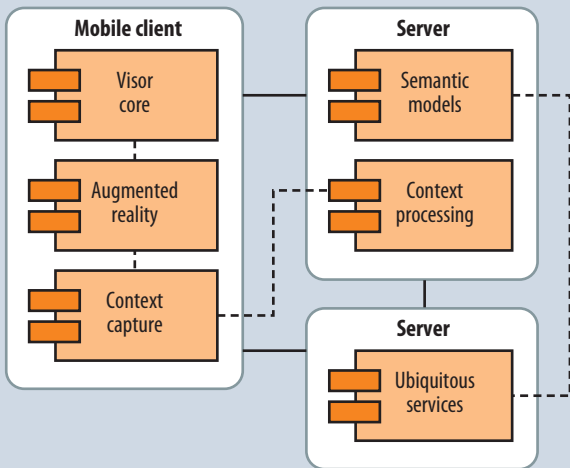 Mobile client
Visor
core
Augmented
reality
Context
capture
Server
Semantic
models
Context
processing
Server
Ubiquitous
services